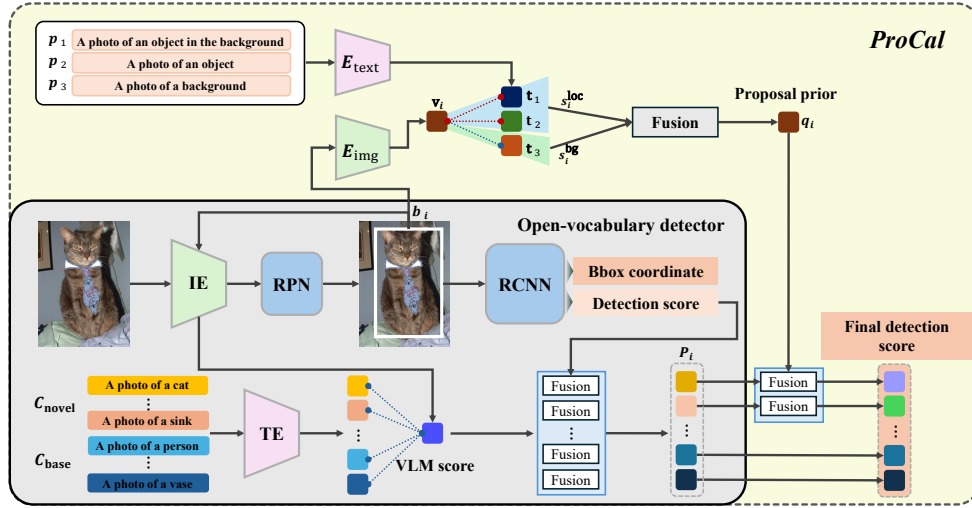 ProCal
p 1 A photo of an object in the background
p 2 A photo of an object
p 3 A photo of a background
E text
E img
v i
t 1
t 2
t 3
s i loc
s i bg
Fusion
Proposal prior
q i
b i
Open-vocabulary detector
IE
RPN
RCNN
Bbox coordinate
Detection score
C novel
A photo of a cat
⋮
A photo of a sink
C base
A photo of a person
⋮
A photo of a vase
TE
⋮
VLM score
Fusion
Fusion
⋮
Fusion
Fusion
P i
⋮
Fusion
Fusion
Final detection
score
⋮